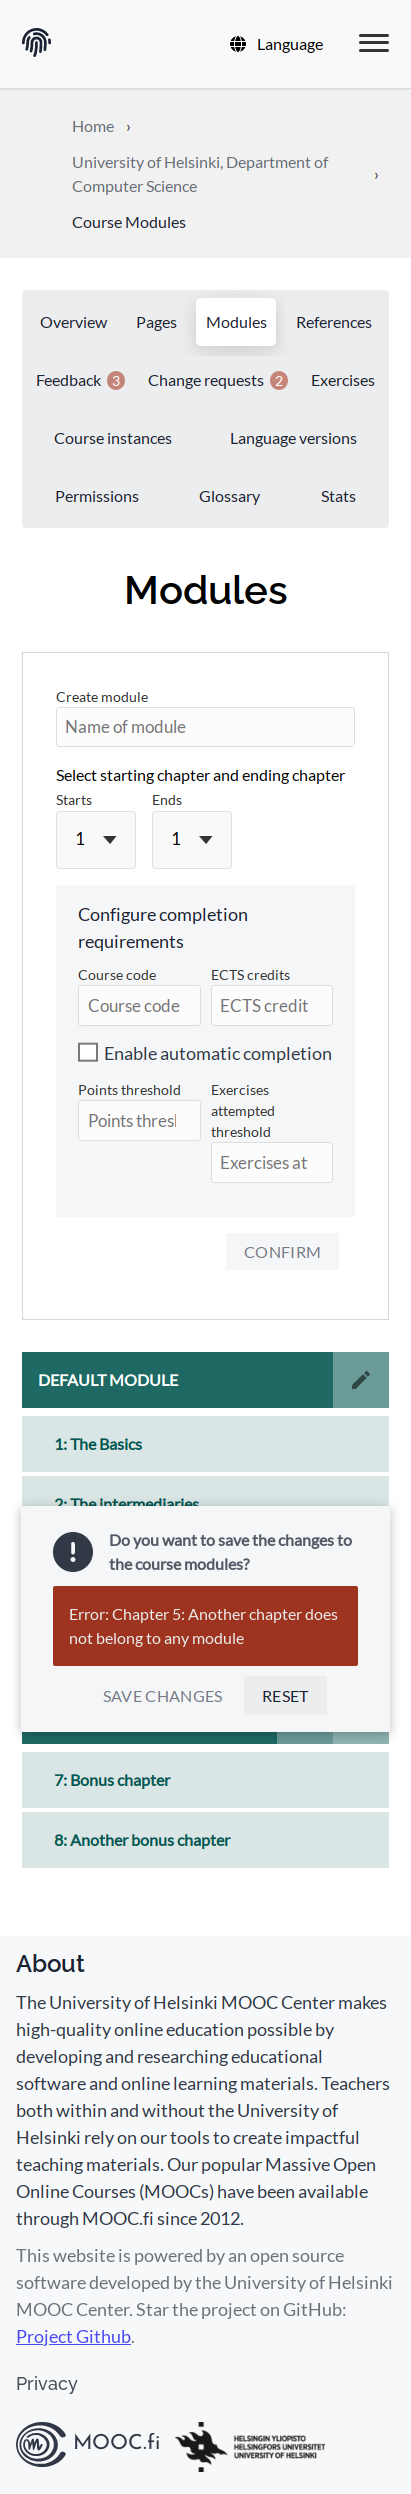 Language
Home ›
University of Helsinki, Department of
Computer Science ›
Course Modules
Overview Pages Modules References
Feedback 3 Change requests 2 Exercises
Course instances Language versions
Permissions Glossary Stats
Modules
Create module
Name of module
Select starting chapter and ending chapter
Starts Ends
1 1
Configure completion
requirements
Course code ECTS credits
Course code ECTS credit
Enable automatic completion
Points threshold Exercises
attempted
threshold
Points thresl
Exercises at
CONFIRM
DEFAULT MODULE
1: The Basics
2: The intermediaries
Do you want to save the changes to
the course modules?
Error: Chapter 5: Another chapter does
not belong to any module
SAVE CHANGES RESET
7: Bonus chapter
8: Another bonus chapter
About
The University of Helsinki MOOC Center makes
high-quality online education possible by
developing and researching educational
software and online learning materials. Teachers
both within and without the University of
Helsinki rely on our tools to create impactful
teaching materials. Our popular Massive Open
Online Courses (MOOCs) have been available
through MOOC.fi since 2012.
This website is powered by an open source
software developed by the University of Helsinki
MOOC Center. Star the project on GitHub:
Project Github.
Privacy
MOOC.fi
HELSINGIN YLIOPISTO
HELSINGFORS UNIVERSITET
UNIVERSITY OF HELSINKI